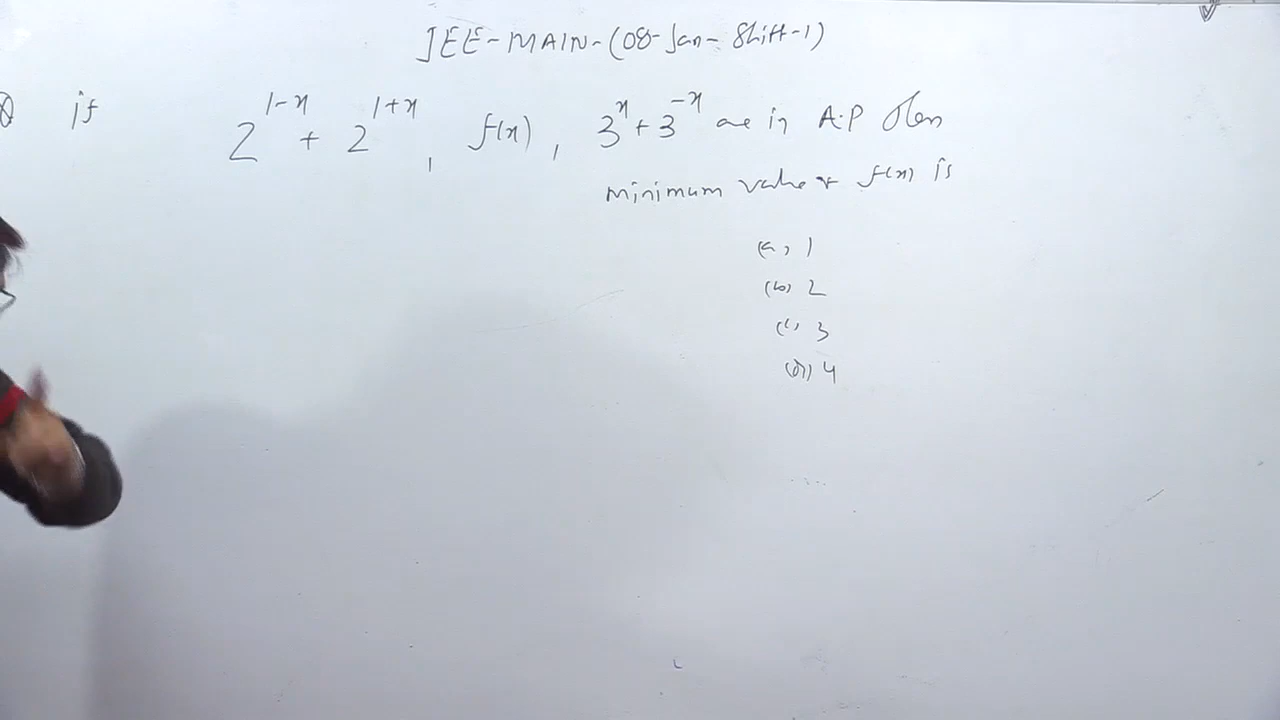 JEE-MAIN-(08-Jan-Shift-1)
Q if 2^{1-x} + 2^{1+x}, f(x), 3^x + 3^{-x} are in A.P then
minimum value of f(x) is
(a) 1
(b) 2
(c) 3
(d) 4